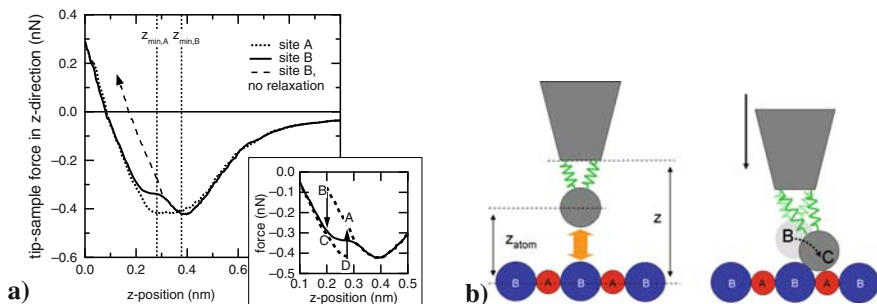 a)
tip-sample force in z-direction (nN)
0.4
0.2
0.0
−0.2
−0.4
−0.6
z_min,A z_min,B
site A
site B
site B,
no relaxation
0.0 0.2 0.4 0.6
z-position (nm)
force (nN)
−0.0
−0.1
−0.2
−0.3
−0.4
−0.5
B
A
C
D
0.1 0.2 0.3 0.4 0.5
z-position (nm)
b)
z_atom
z
B A B A B
B
C
B A B A B